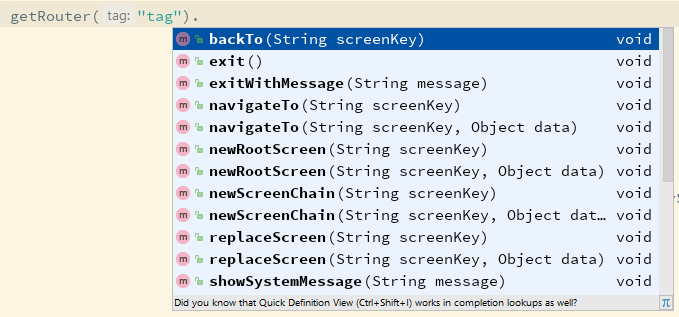 getRouter( tag: "tag").
m backTo(String screenKey) void
m exit() void
m exitWithMessage(String message) void
m navigateTo(String screenKey) void
m navigateTo(String screenKey, Object data) void
m newRootScreen(String screenKey) void
m newRootScreen(String screenKey, Object data) void
m newScreenChain(String screenKey) void
m newScreenChain(String screenKey, Object dat… void
m replaceScreen(String screenKey) void
m replaceScreen(String screenKey, Object data) void
m showSystemMessage(String message) void
Did you know that Quick Definition View (Ctrl+Shift+I) works in completion lookups as well? π